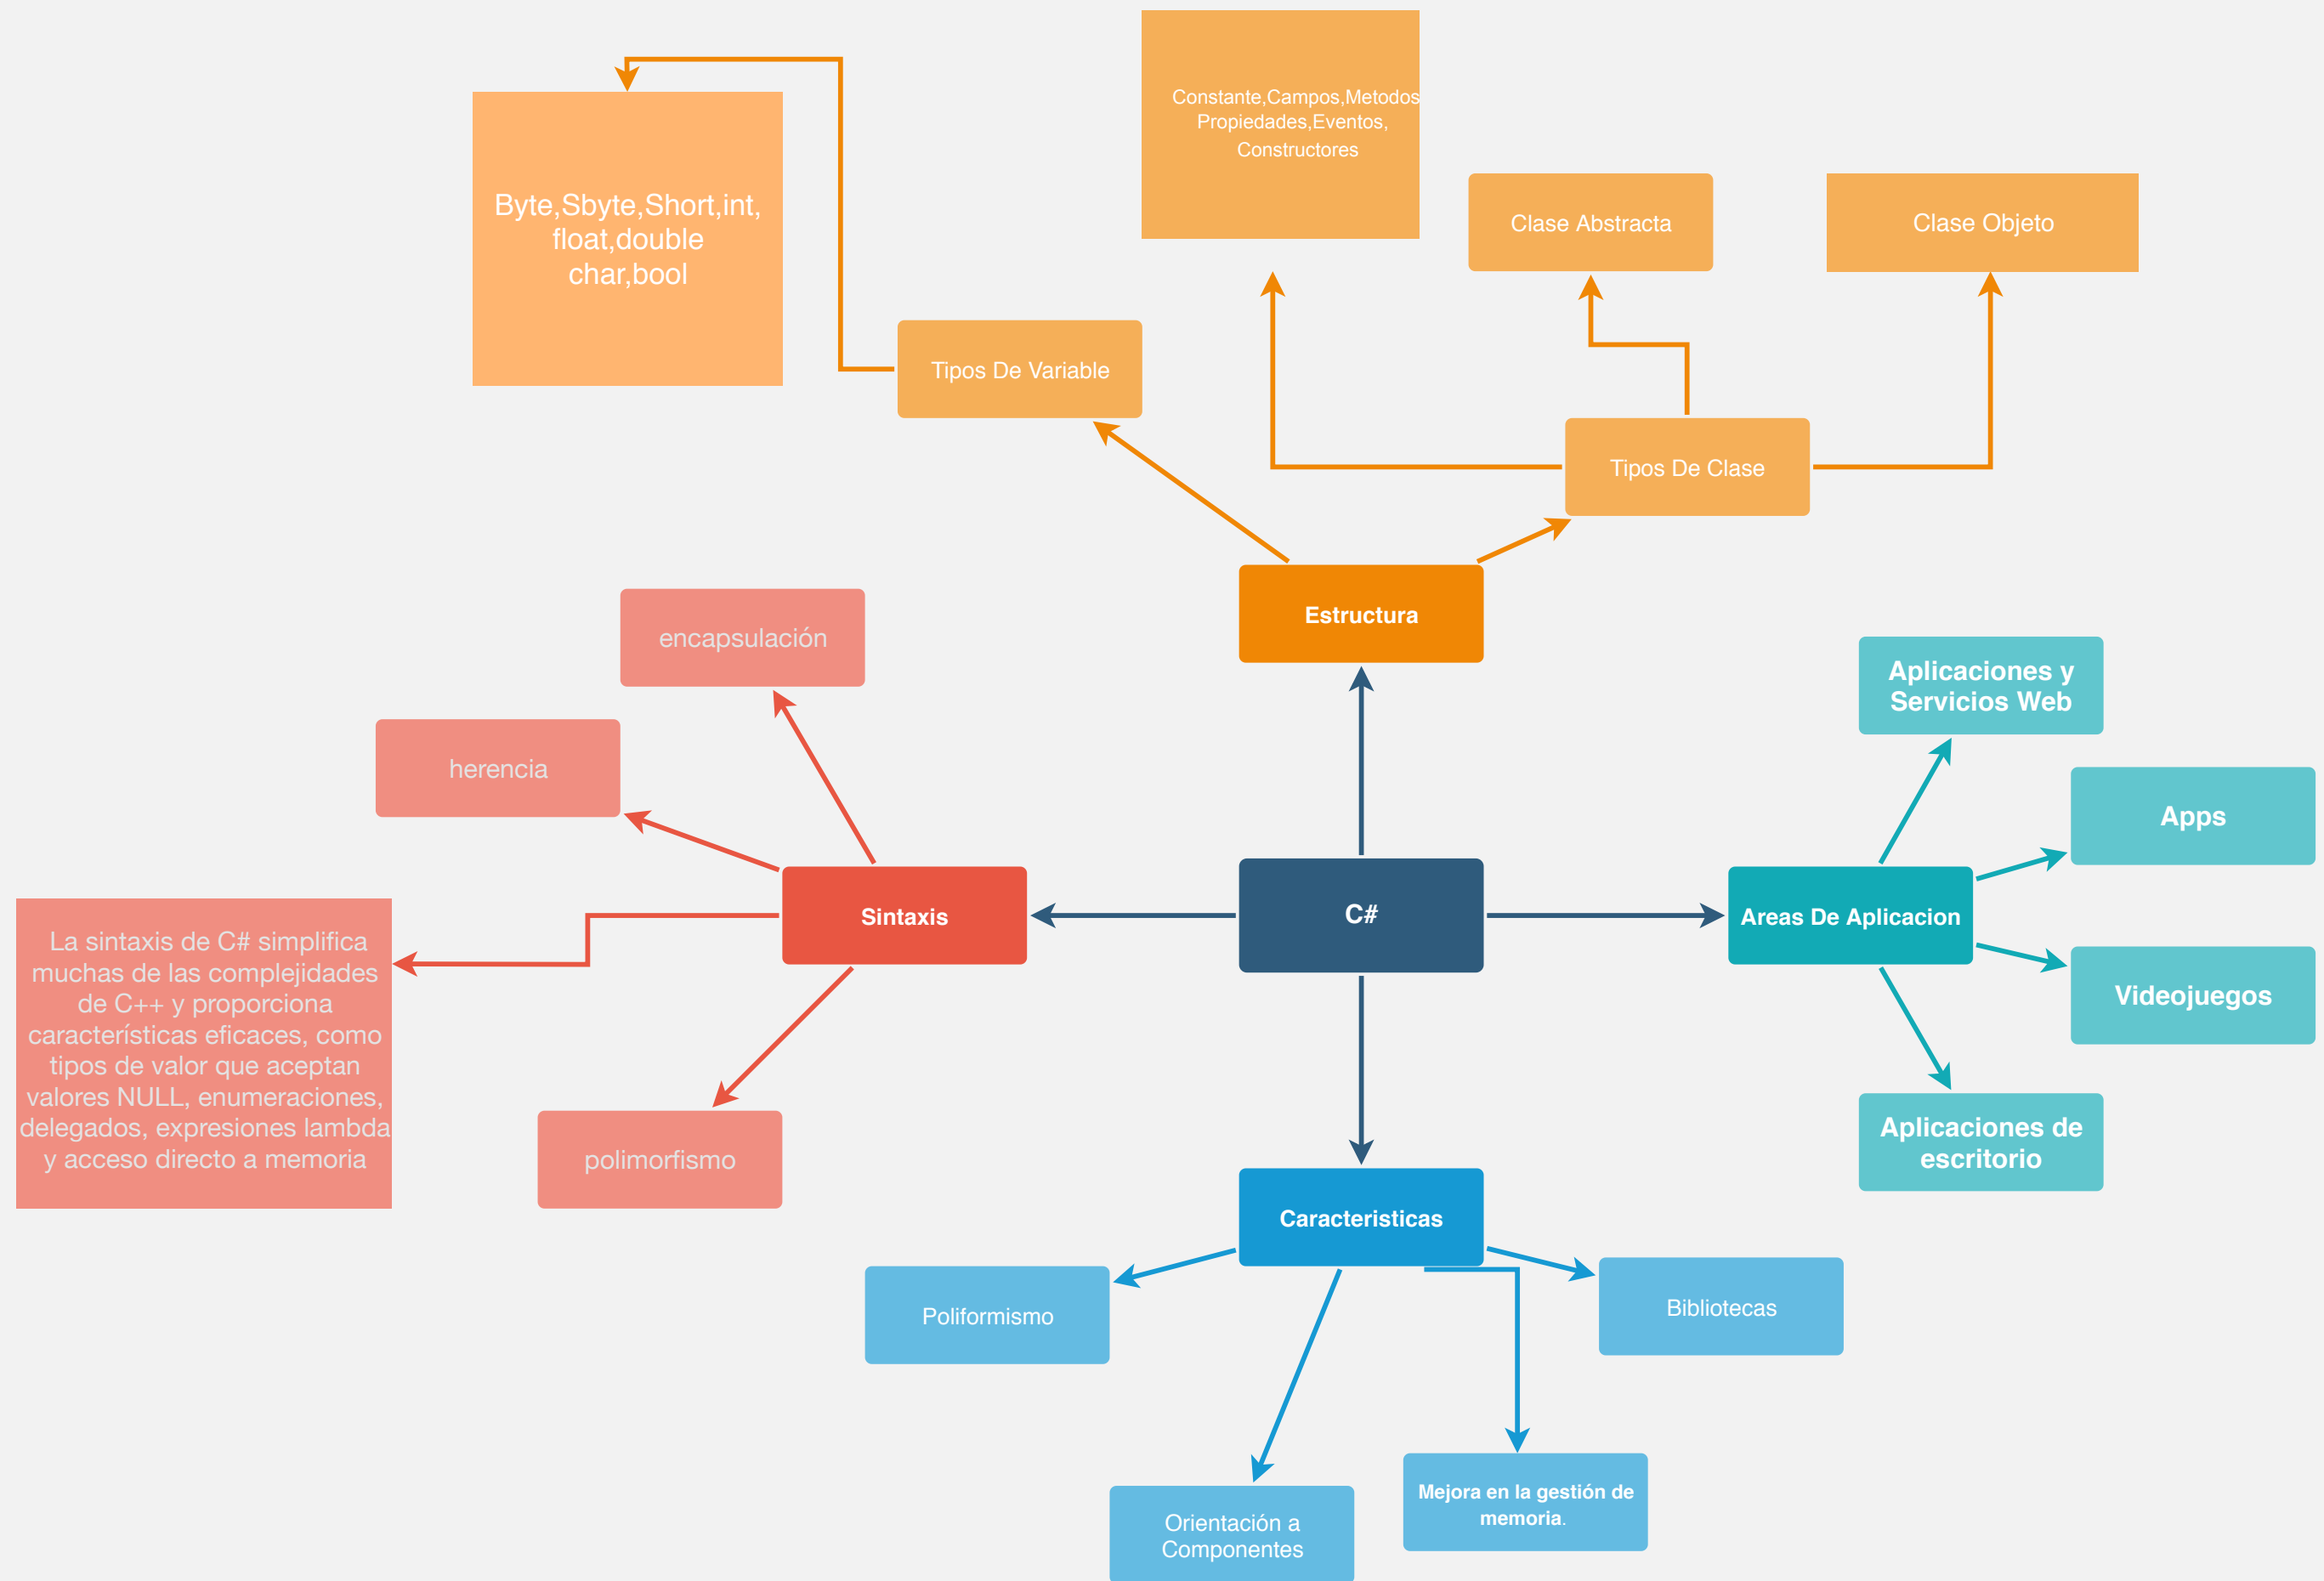 Constante,Campos,Metodos
Propiedades,Eventos,
Constructores
Byte,Sbyte,Short,int,
float,double
char,bool
Clase Abstracta
Clase Objeto
Tipos De Variable
Tipos De Clase
Estructura
encapsulación
herencia
Aplicaciones y
Servicios Web
Apps
Sintaxis
C#
Areas De Aplicacion
La sintaxis de C# simplifica
muchas de las complejidades
de C++ y proporciona
características eficaces, como
tipos de valor que aceptan
valores NULL, enumeraciones,
delegados, expresiones lambda
y acceso directo a memoria
Videojuegos
polimorfismo
Aplicaciones de
escritorio
Caracteristicas
Poliformismo
Bibliotecas
Mejora en la gestión de
memoria.
Orientación a
Componentes